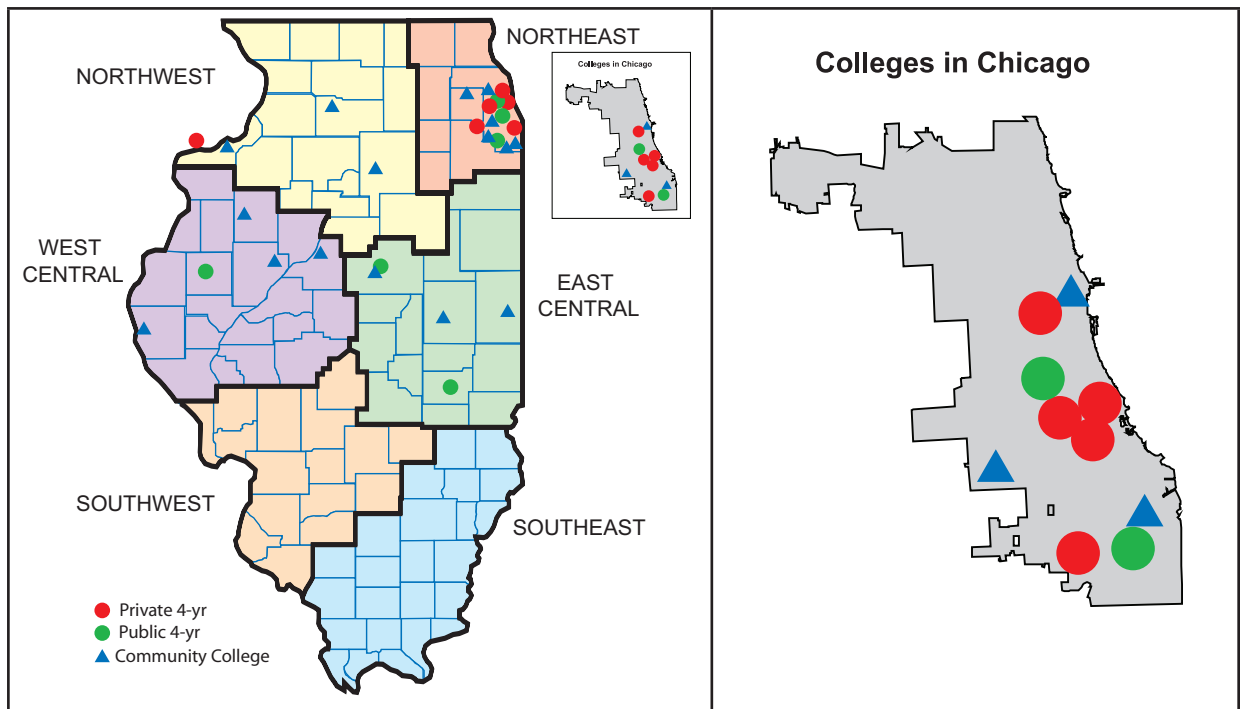 NORTHEAST
NORTHWEST
Colleges in Chicago
WEST
CENTRAL
EAST
CENTRAL
SOUTHWEST
SOUTHEAST
Private 4-yr
Public 4-yr
Community College
Colleges in Chicago